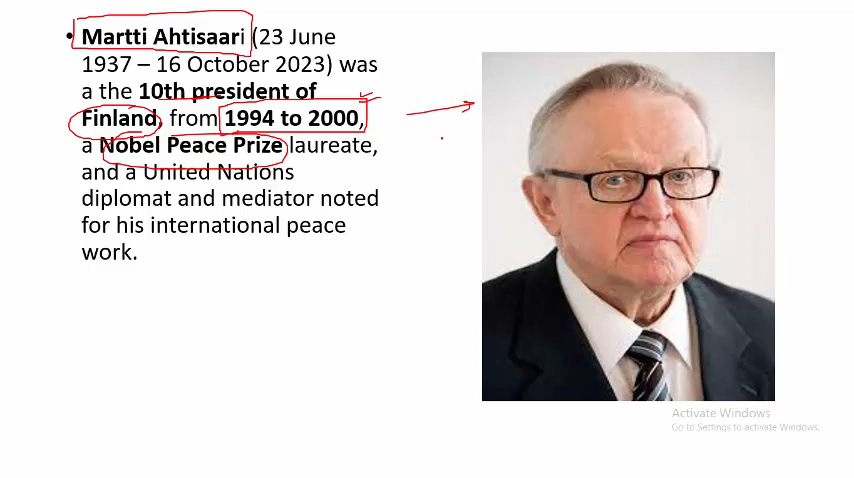 • Martti Ahtisaari (23 June
1937 – 16 October 2023) was
a the 10th president of
Finland, from 1994 to 2000,
a Nobel Peace Prize laureate,
and a United Nations
diplomat and mediator noted
for his international peace
work.
Activate Windows
Go to Settings to activate Windows.